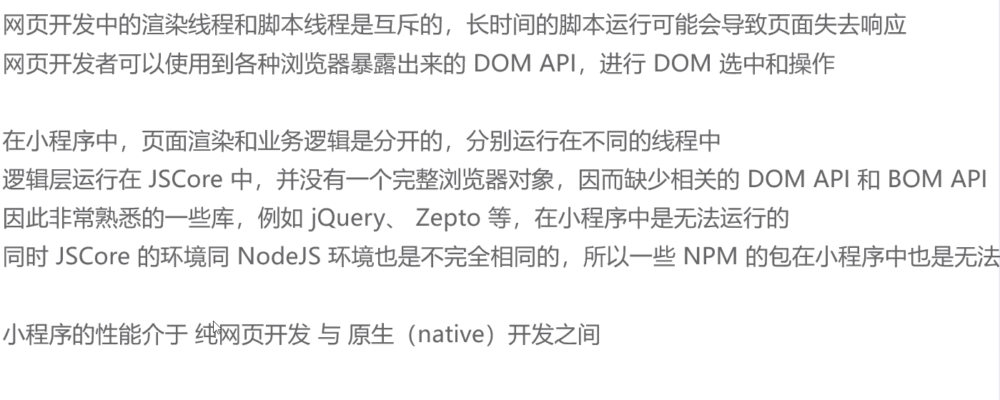 网页开发中的渲染线程和脚本线程是互斥的，长时间的脚本运行可能会导致页面失去响应
网页开发者可以使用到各种浏览器暴露出来的 DOM API，进行 DOM 选中和操作
在小程序中，页面渲染和业务逻辑是分开的，分别运行在不同的线程中
逻辑层运行在 JSCore 中，并没有一个完整浏览器对象，因而缺少相关的 DOM API 和 BOM API
因此非常熟悉的一些库，例如 jQuery、 Zepto 等，在小程序中是无法运行的
同时 JSCore 的环境同 NodeJS 环境也是不完全相同的，所以一些 NPM 的包在小程序中也是无法
小程序的性能介于 纯网页开发 与 原生（native）开发之间